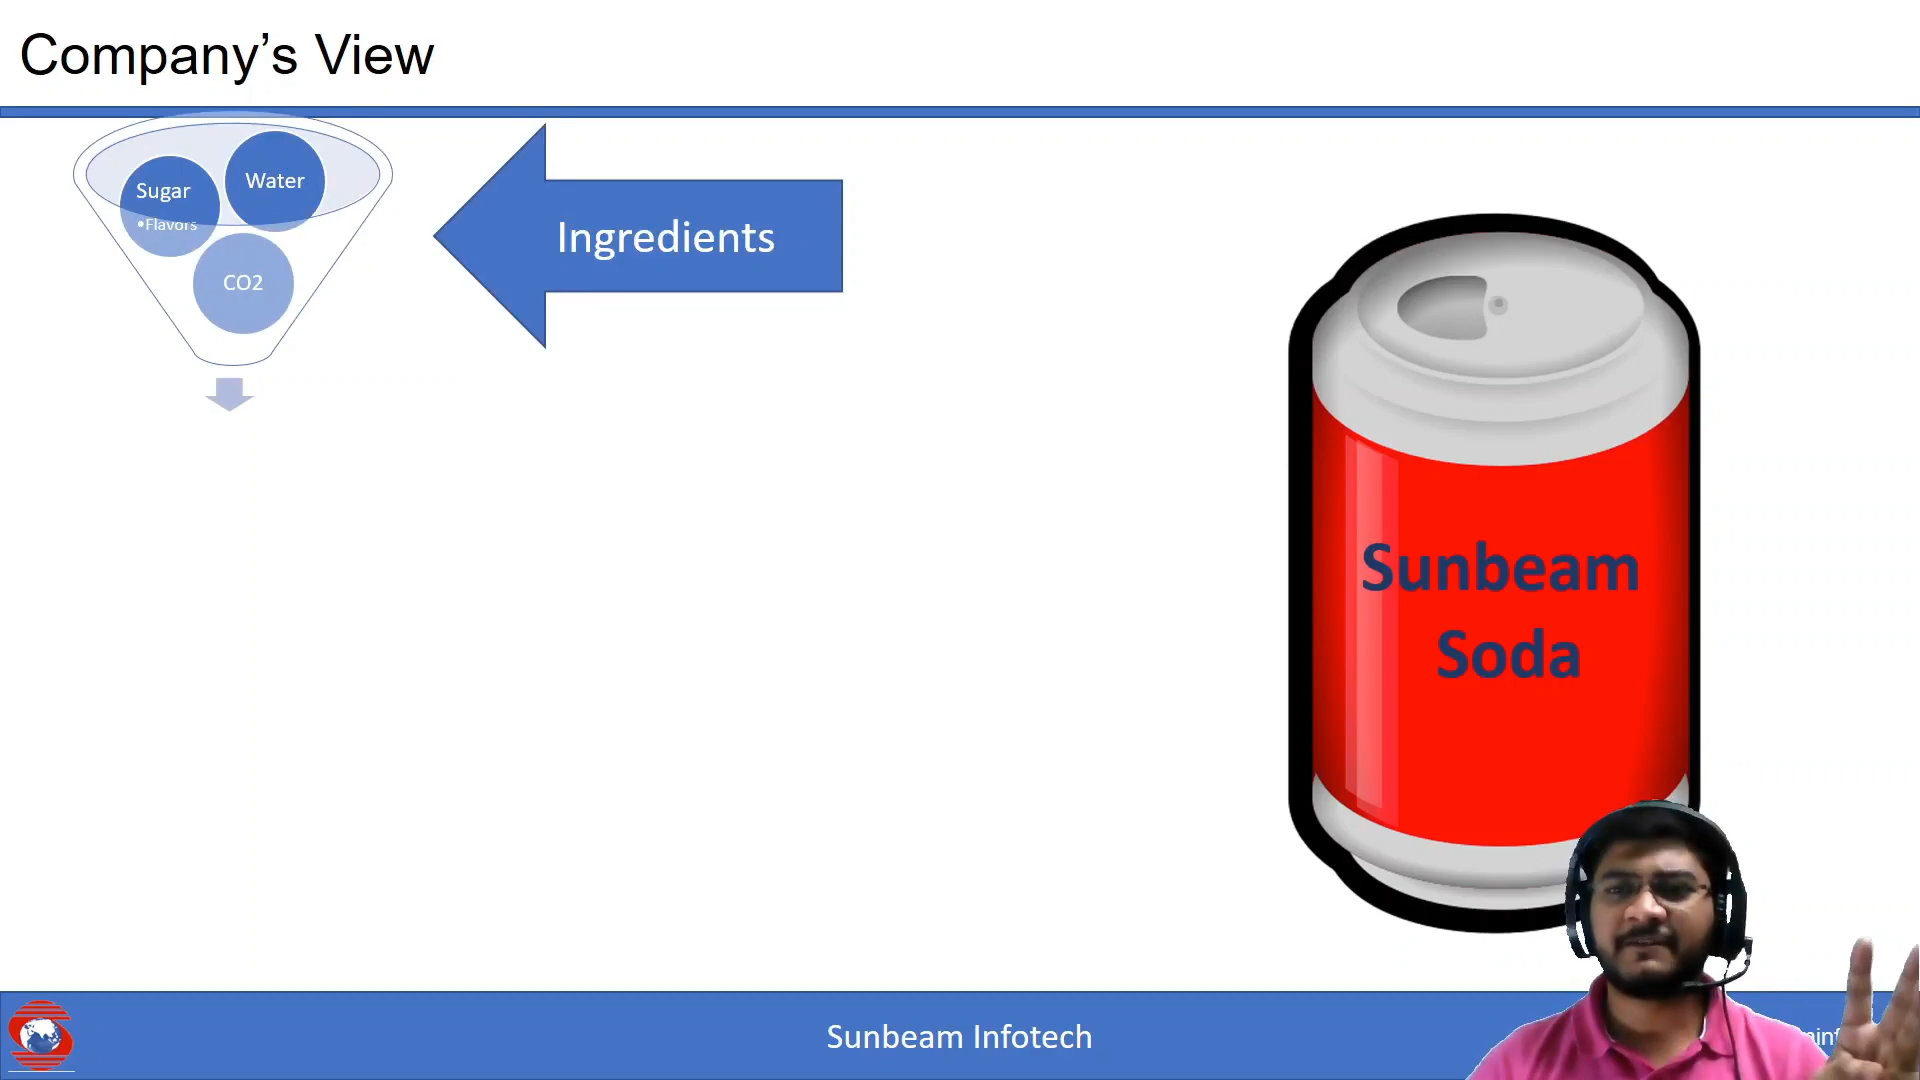 Company’s View
Sugar
•Flavors
Water
CO2
Ingredients
Sunbeam
Soda
Sunbeam Infotech